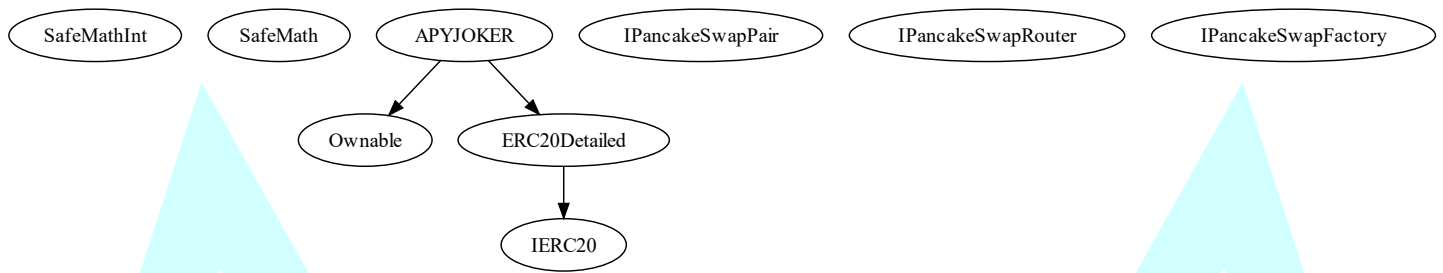 SafeMathInt
SafeMath
APYJOKER
IPancakeSwapPair
IPancakeSwapRouter
IPancakeSwapFactory
Ownable
ERC20Detailed
IERC20